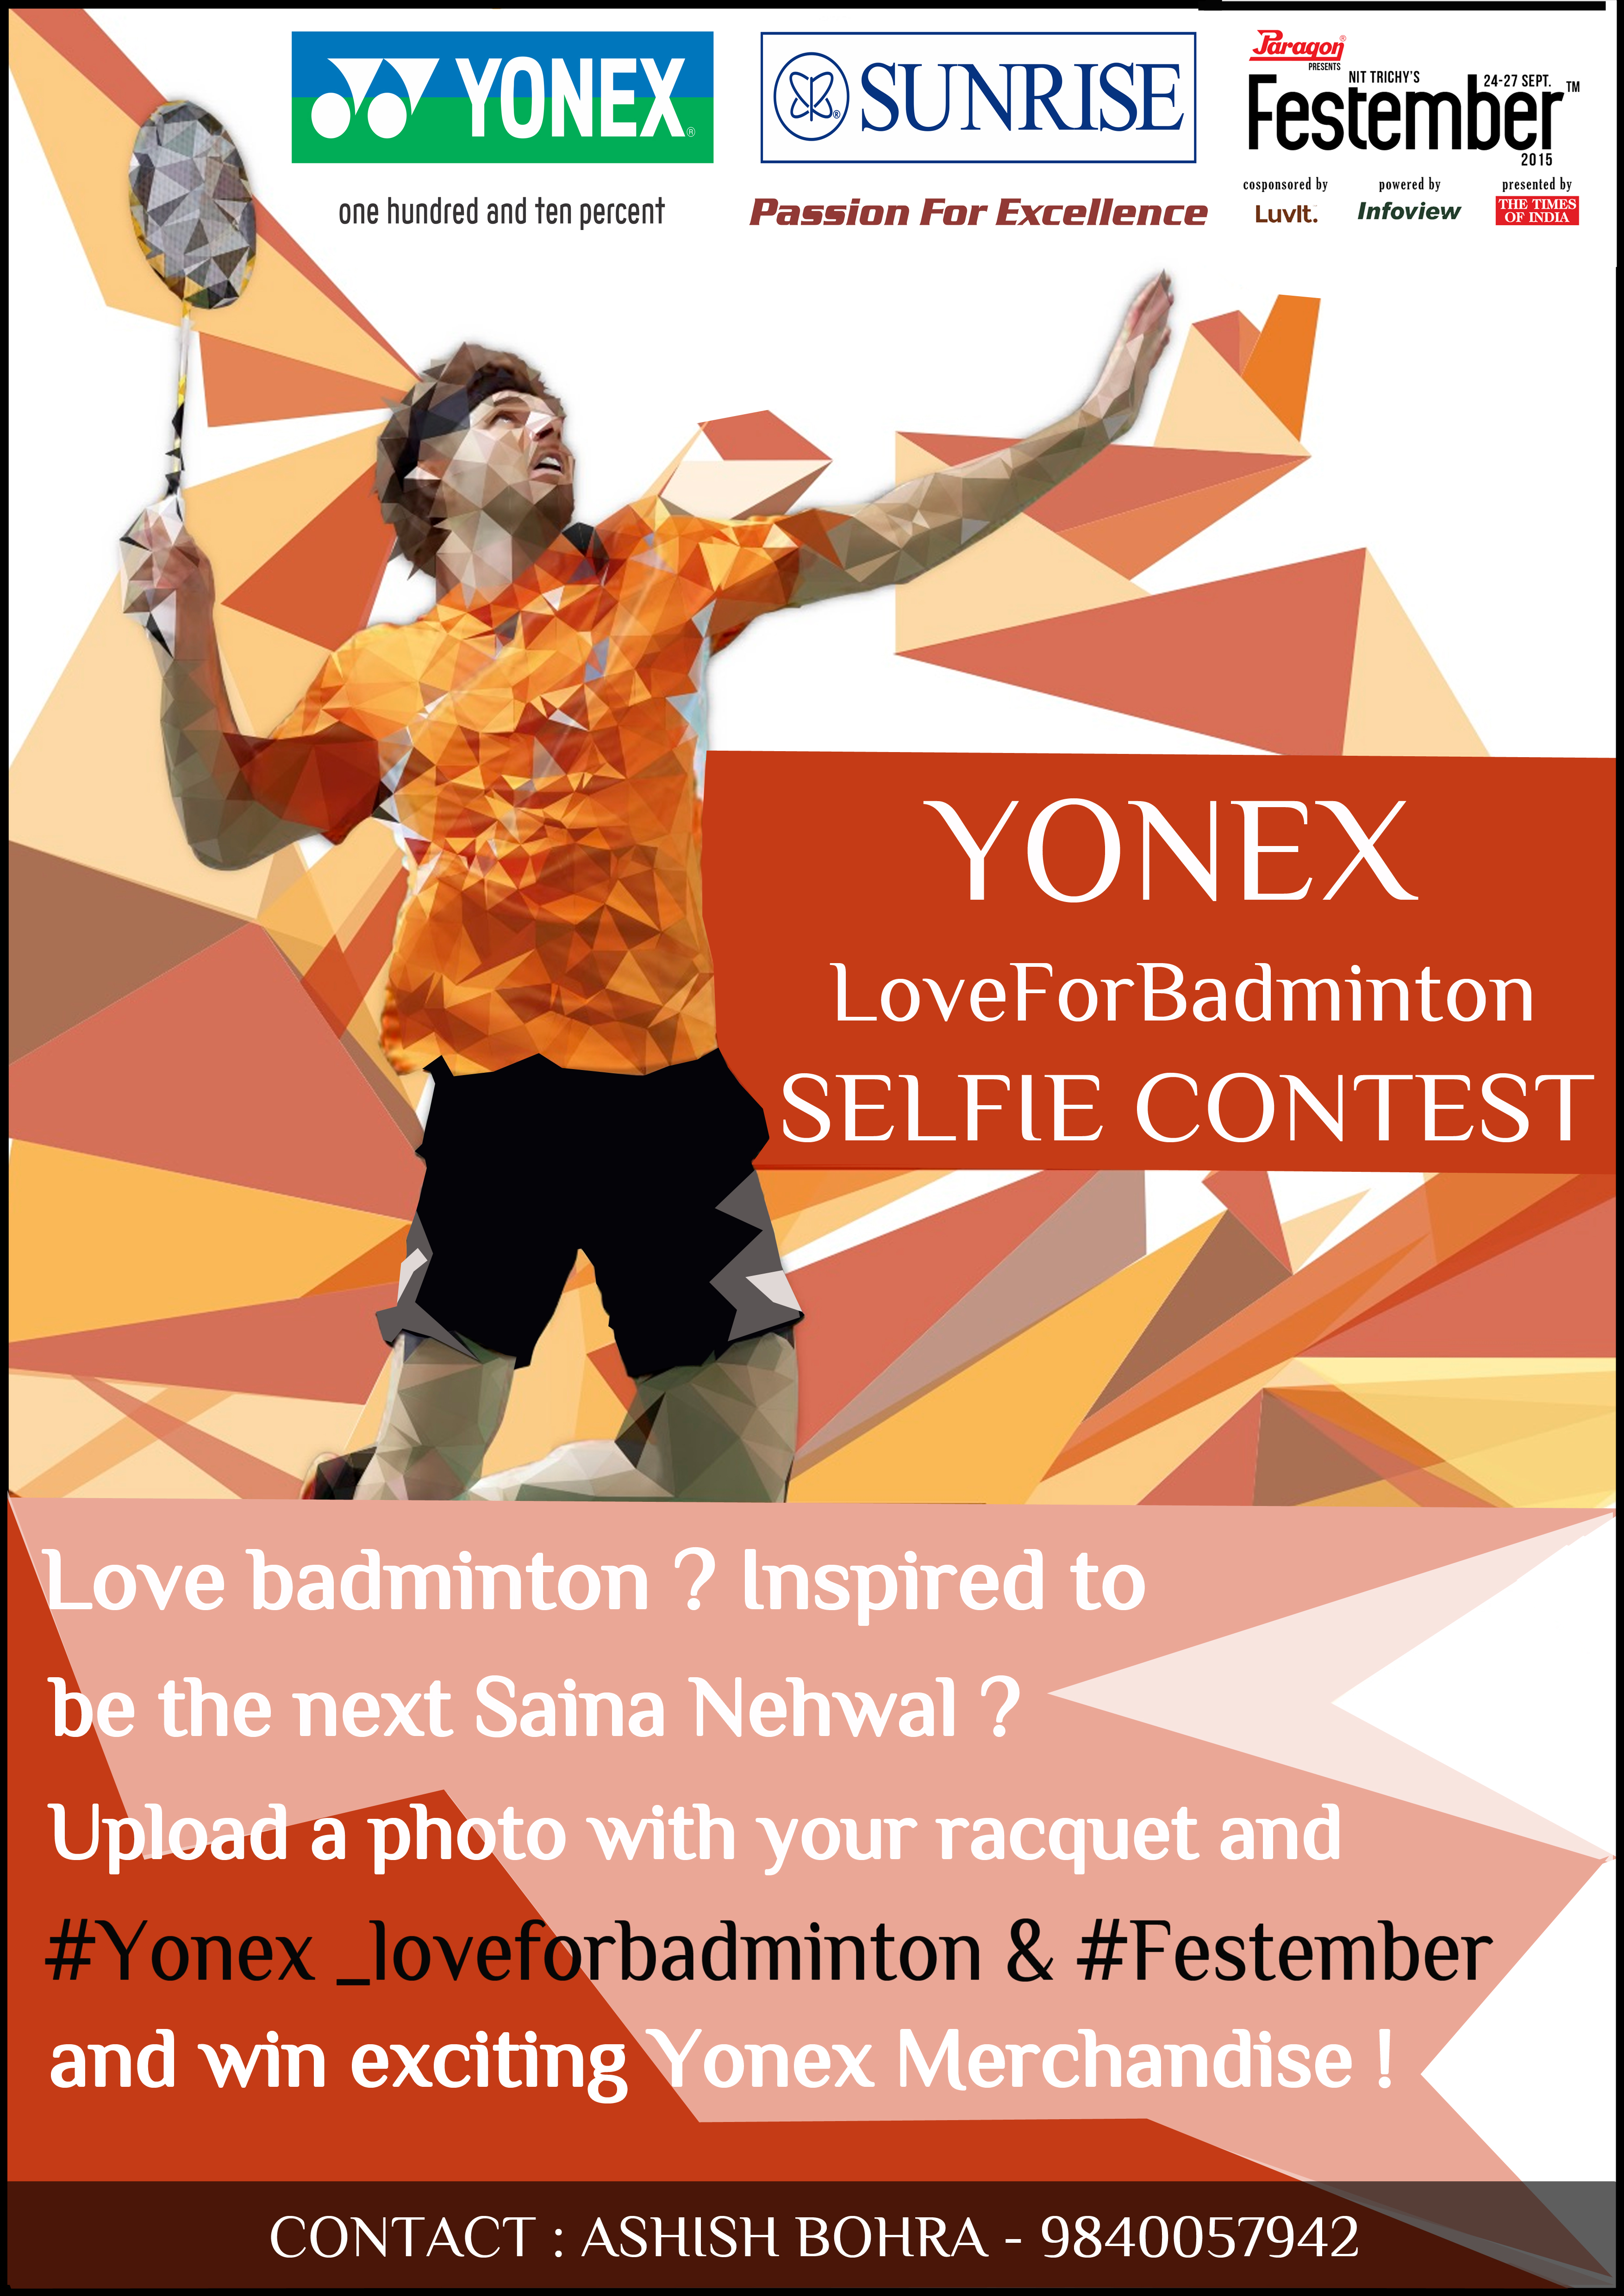 YONEX®
one hundred and ten percent
SUNRISE
®
Passion For Excellence
Paragon®
PRESENTS
NIT TRICHY'S
24-27 SEPT.
Festember™
2015
cosponsored by
LuvIt.
powered by
Infoview
presented by
THE TIMES
OF INDIA
YONEX
LoveForBadminton
SELFIE CONTEST
Love badminton ? Inspired to
be the next Saina Nehwal ?
Upload a photo with your racquet and
#Yonex _loveforbadminton & #Festember
and win exciting Yonex Merchandise !
CONTACT : ASHISH BOHRA - 9840057942